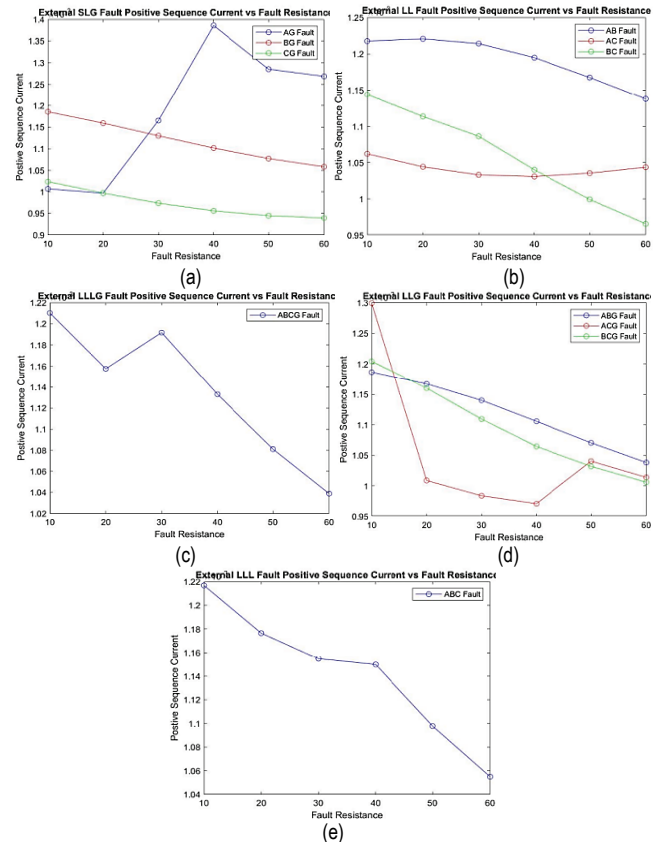 External SLG Fault Positive Sequence Current vs Fault Resistance
Postive Sequence Current
1.4
1.35
1.3
1.25
1.2
1.15
1.1
1.05
1
0.95
0.9
10 20 30 40 50 60
Fault Resistance
AG Fault
BG Fault
CG Fault
(a)
External LL Fault Positive Sequence Current vs Fault Resistance
Postive Sequence Current
1.25
1.2
1.15
1.1
1.05
1
0.95
10 20 30 40 50 60
Fault Resistance
AB Fault
AC Fault
BC Fault
(b)
External LLLG Fault Positive Sequence Current vs Fault Resistance
Postive Sequence Current
1.22
1.2
1.18
1.16
1.14
1.12
1.1
1.08
1.06
1.04
1.02
10 20 30 40 50 60
Fault Resistance
ABCG Fault
(c)
External LLG Fault Positive Sequence Current vs Fault Resistance
Postive Sequence Current
1.3
1.25
1.2
1.15
1.1
1.05
1
0.95
10 20 30 40 50 60
Fault Resistance
ABG Fault
ACG Fault
BCG Fault
(d)
External LLL Fault Positive Sequence Current vs Fault Resistance
Postive Sequence Current
1.22
1.2
1.18
1.16
1.14
1.12
1.1
1.08
1.06
1.04
10 20 30 40 50 60
Fault Resistance
ABC Fault
(e)